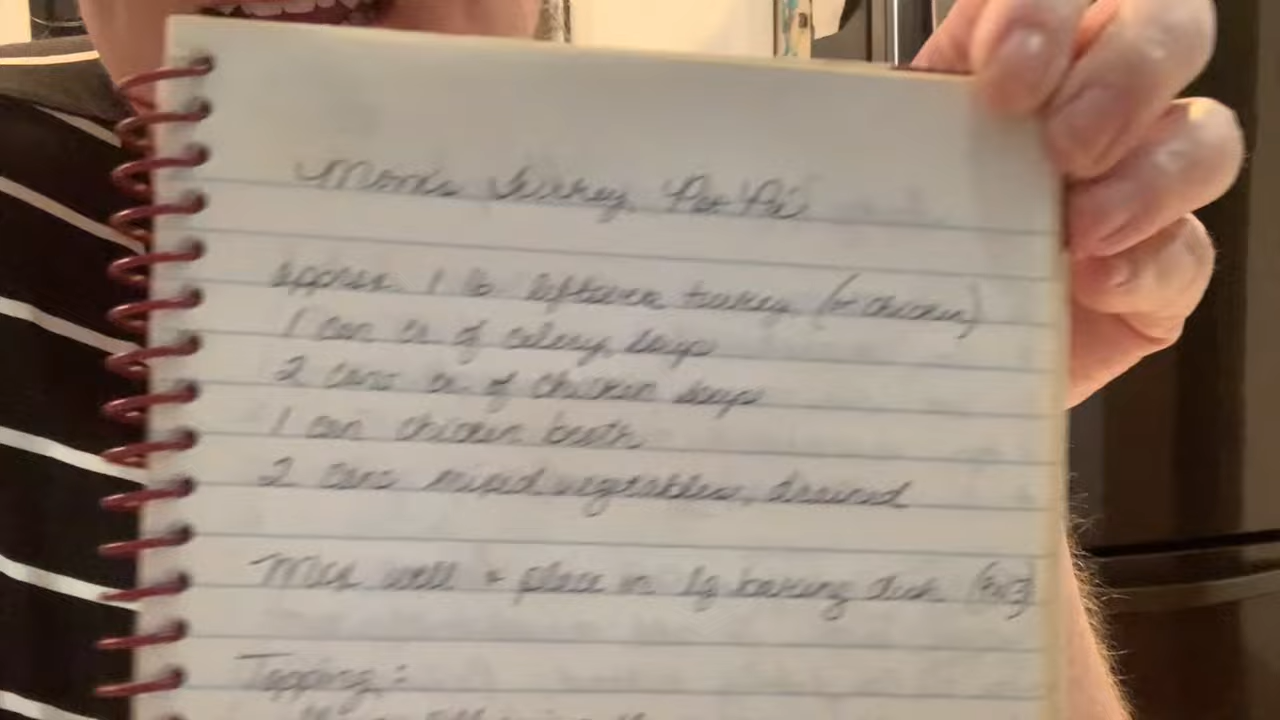 Mom's Turkey Pot Pie
approx. 1 lb leftover turkey (or chicken)
1 can cr of celery soup
2 cans cr of chicken soup
1 can chicken broth
2 cans mixed vegetables, drained
Mix well + place in lg baking dish
Topping: